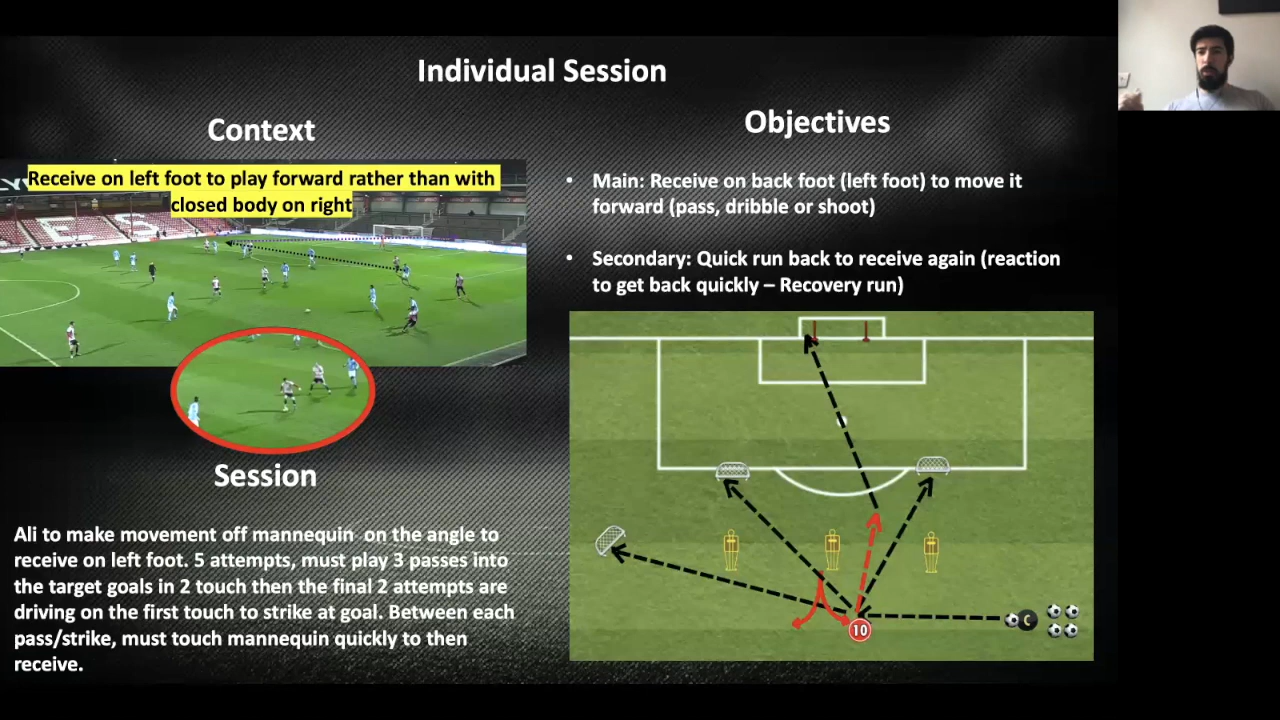 Individual Session
Context
Receive on left foot to play forward rather than with
closed body on right
Session
Ali to make movement off mannequin on the angle to
receive on left foot. 5 attempts, must play 3 passes into
the target goals in 2 touch then the final 2 attempts are
driving on the first touch to strike at goal. Between each
pass/strike, must touch mannequin quickly to then
receive.
Objectives
• Main: Receive on back foot (left foot) to move it
forward (pass, dribble or shoot)
• Secondary: Quick run back to receive again (reaction
to get back quickly – Recovery run)
10
C